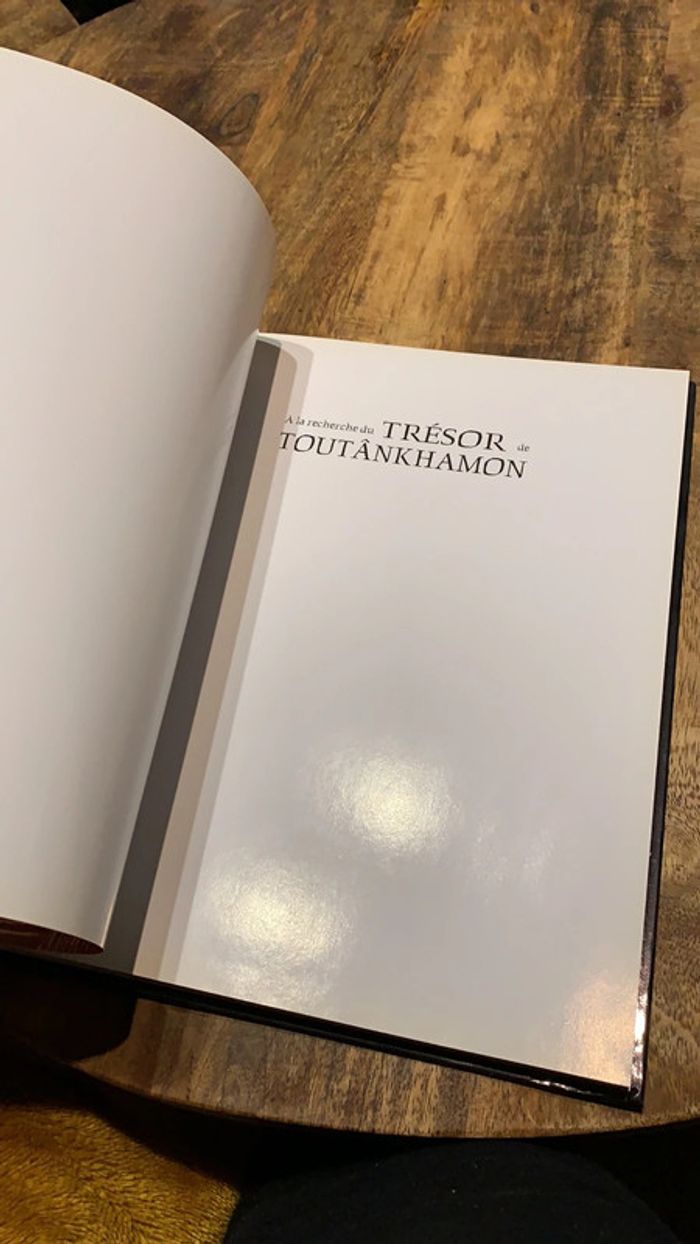 A la recherche du TRÉSOR de
TOUTÂNKHAMON